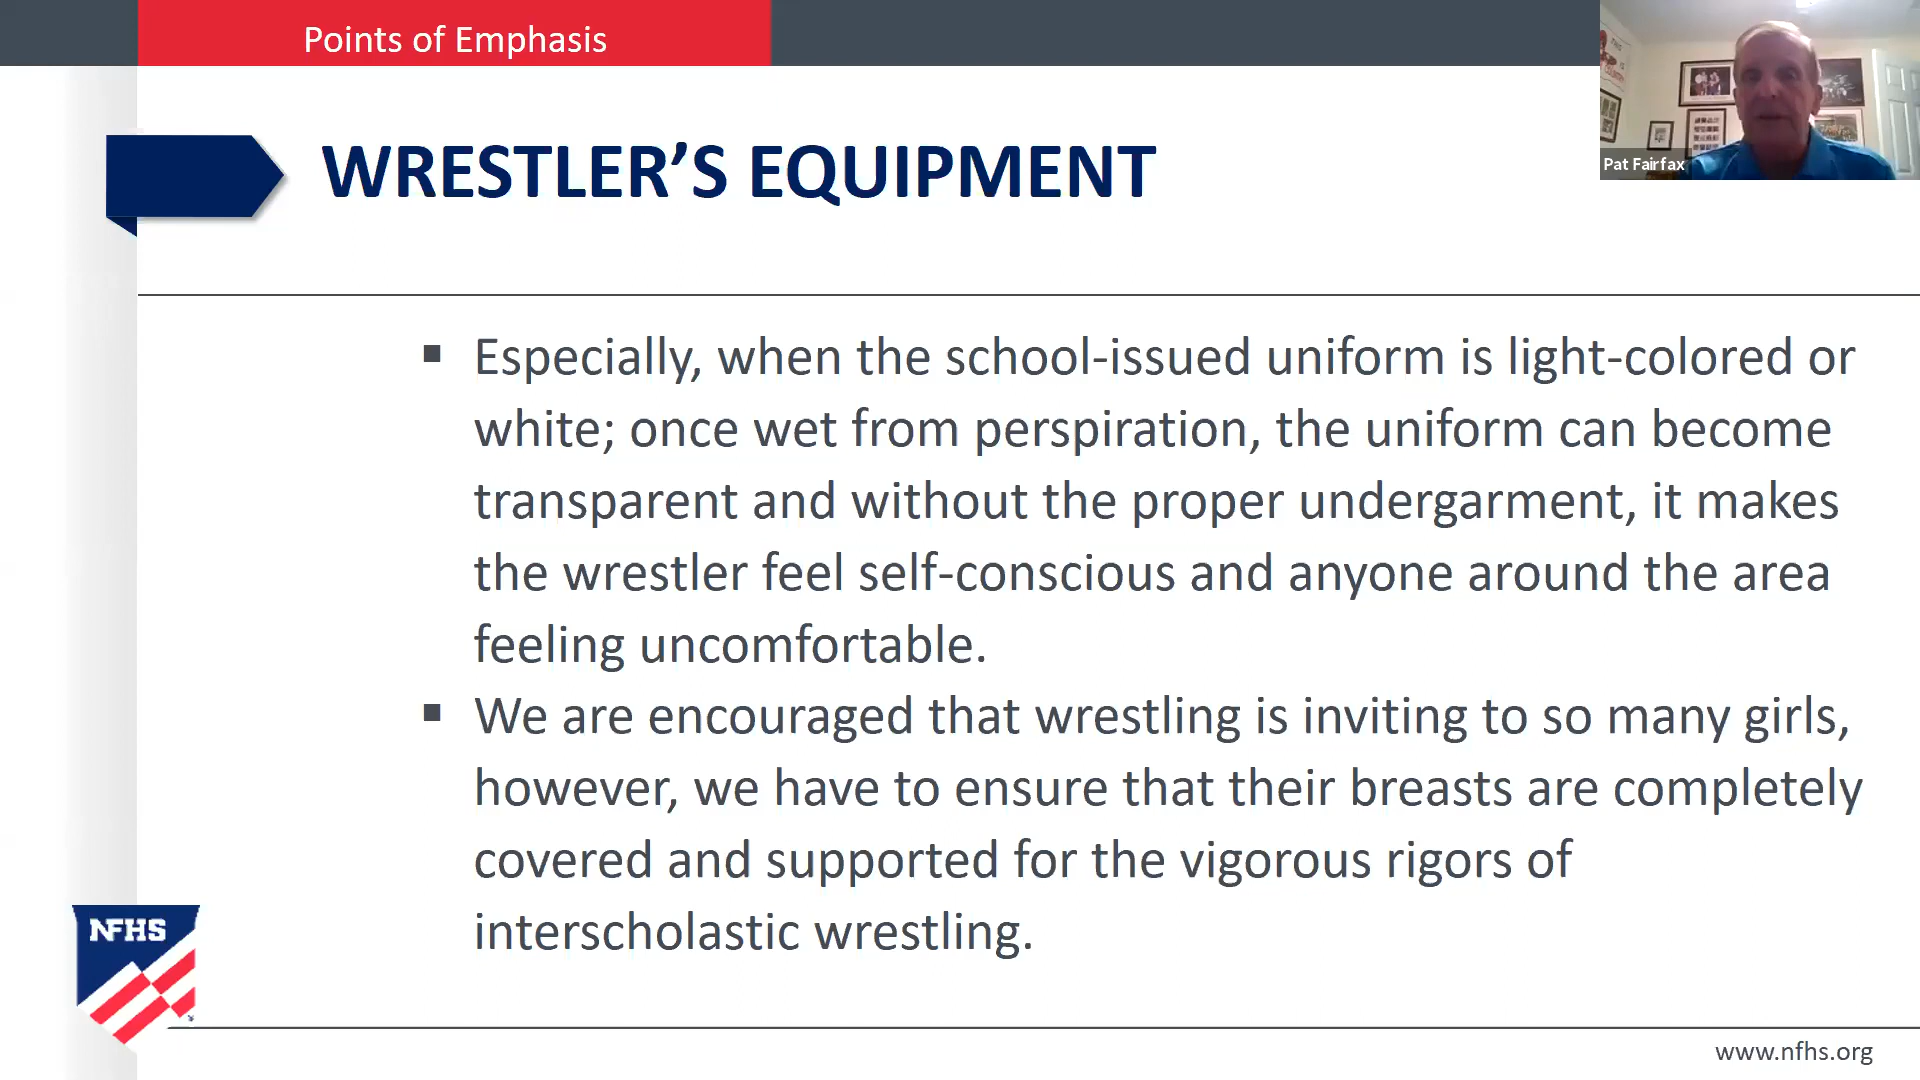 Points of Emphasis
Pat Fairfax
WRESTLER’S EQUIPMENT
▪ Especially, when the school-issued uniform is light-colored or
white; once wet from perspiration, the uniform can become
transparent and without the proper undergarment, it makes
the wrestler feel self-conscious and anyone around the area
feeling uncomfortable.
▪ We are encouraged that wrestling is inviting to so many girls,
however, we have to ensure that their breasts are completely
covered and supported for the vigorous rigors of
interscholastic wrestling.
NFHS
www.nfhs.org